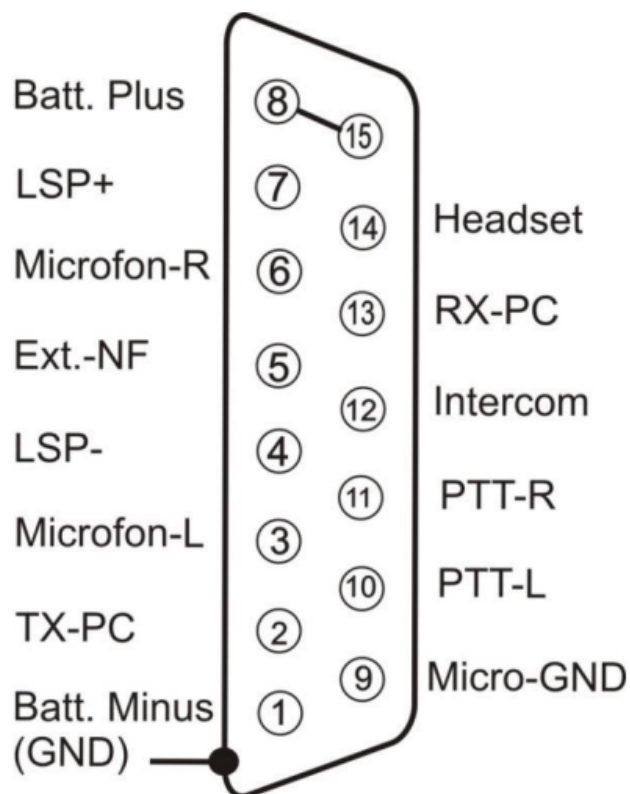 Batt. Plus
8
15
LSP+
7
14
Headset
Microfon-R
6
13
RX-PC
Ext.-NF
5
12
Intercom
LSP-
4
11
PTT-R
Microfon-L
3
10
PTT-L
TX-PC
2
9
Micro-GND
Batt. Minus
1
(GND)